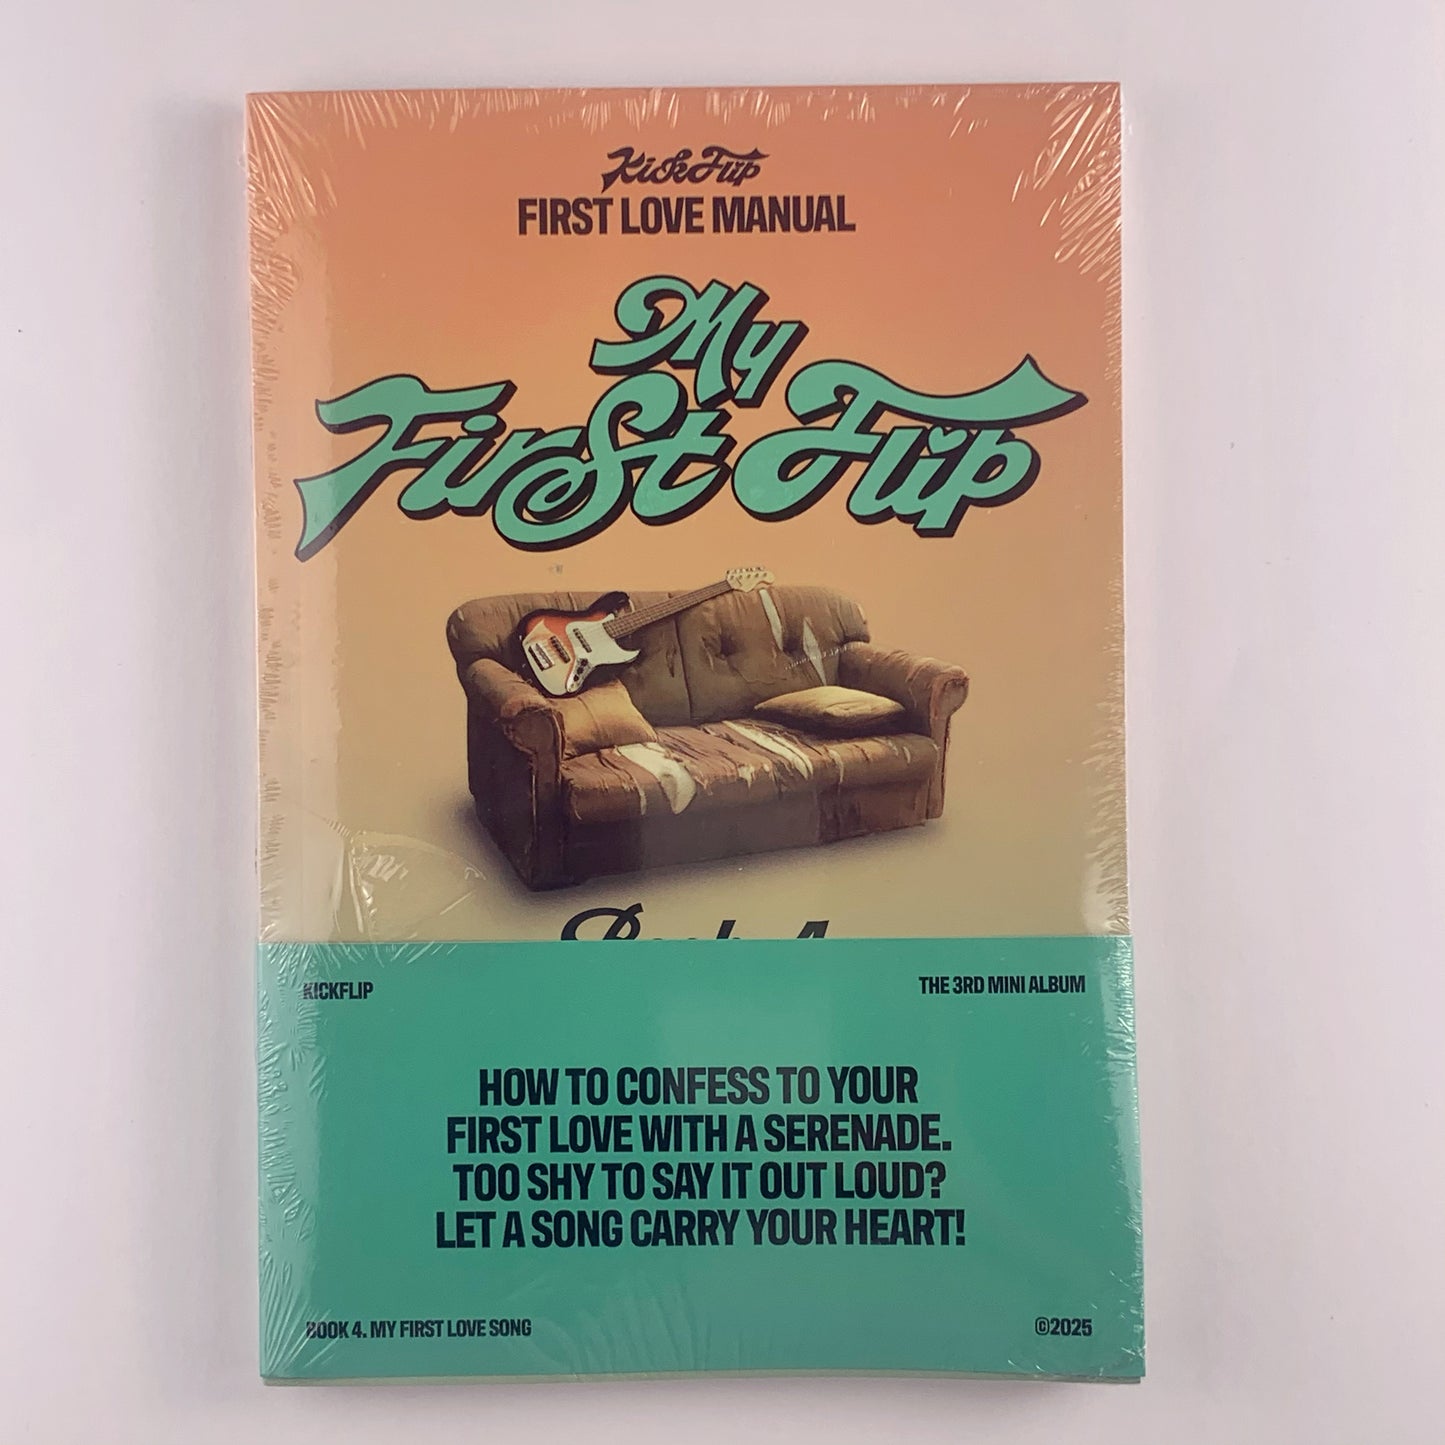 KickFlip
FIRST LOVE MANUAL
My
First Flip
Book 4
KICKFLIP
THE 3RD MINI ALBUM
HOW TO CONFESS TO YOUR
FIRST LOVE WITH A SERENADE.
TOO SHY TO SAY IT OUT LOUD?
LET A SONG CARRY YOUR HEART!
BOOK 4. MY FIRST LOVE SONG
©2025